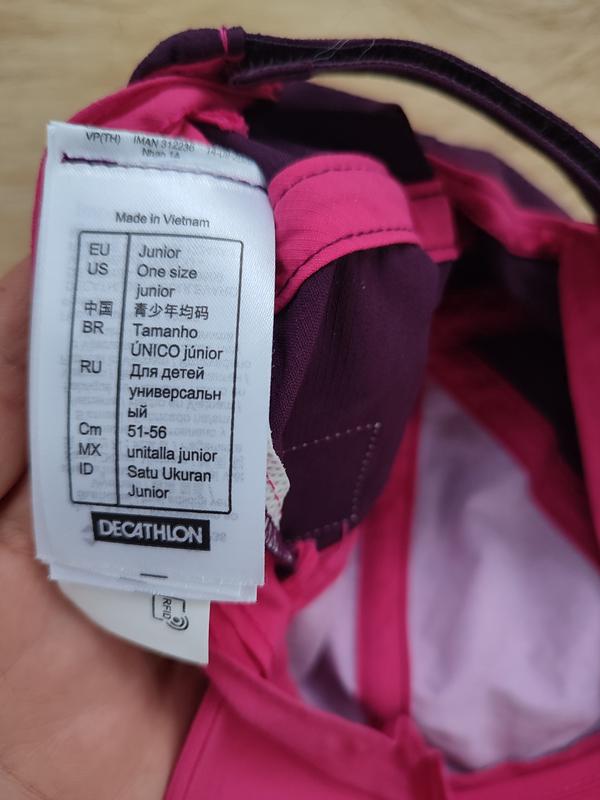 VP(TH) IMAN 312236
Made in Vietnam
EU Junior
US One size
junior
中国 青少年均码
BR Tamanho
ÚNICO júnior
RU Для детей
универсальн
ый
Cm 51-56
MX unitalla junior
ID Satu Ukuran
Junior
DECATHLON
RFID